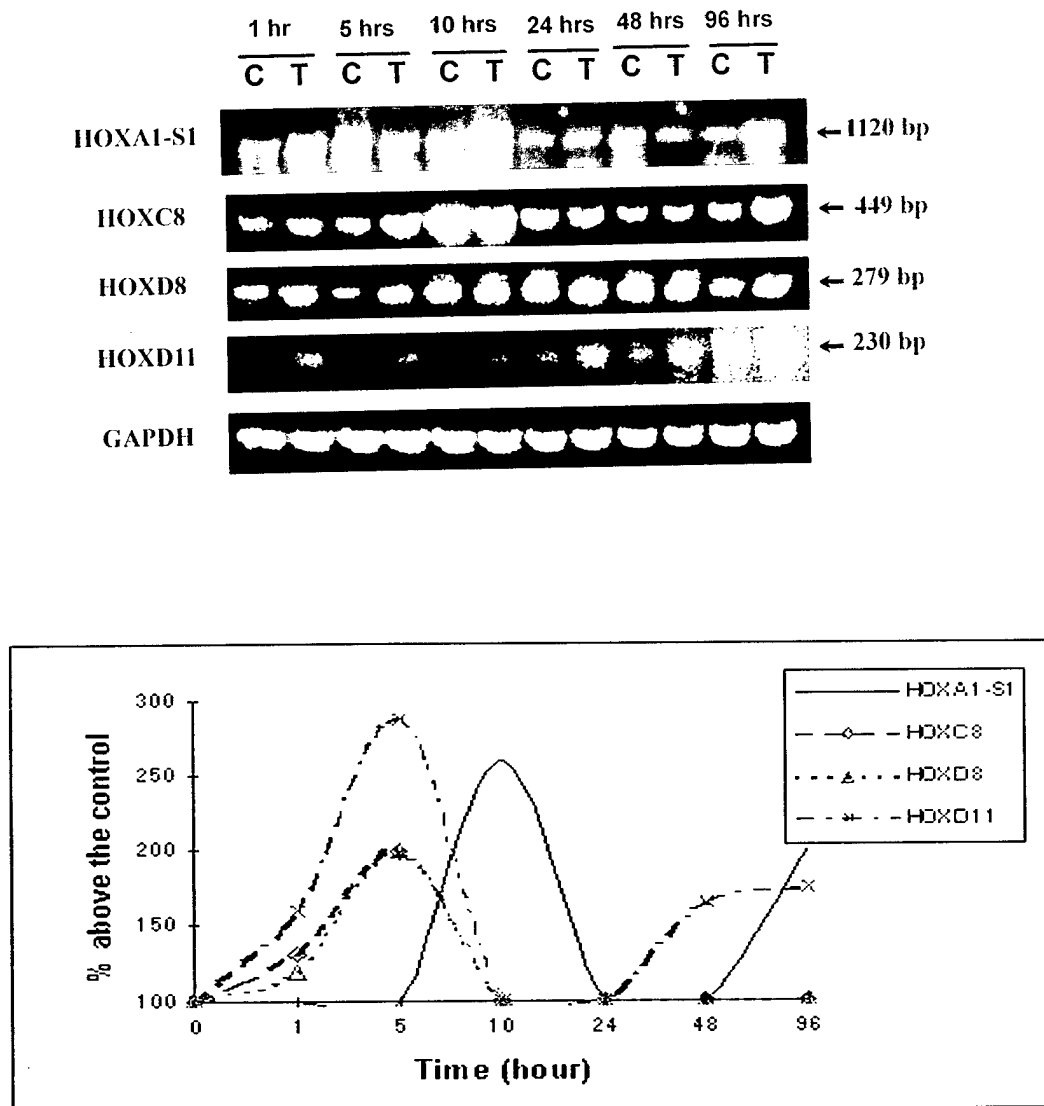 1 hr 5 hrs 10 hrs 24 hrs 48 hrs 96 hrs
C T C T C T C T C T C T
HOXA1-S1 ← 1120 bp
HOXC8 ← 449 bp
HOXD8 ← 279 bp
HOXD11 ← 230 bp
GAPDH
300
250
200
150
100
% above the control
0 1 5 10 24 48 96
Time (hour)
HOXA1-S1
HOXC8
HOXD8
HOXD11